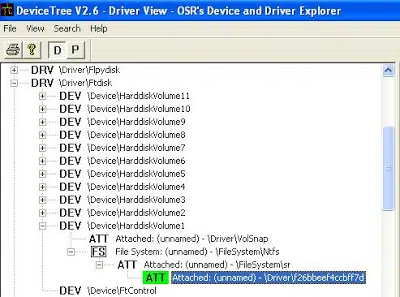 DeviceTree V2.6 - Driver View - OSR's Device and Driver Explorer
File View Search Help
D P
DRV \Driver\Flpydisk
DRV \Driver\Ftdisk
DEV \Device\HarddiskVolume11
DEV \Device\HarddiskVolume10
DEV \Device\HarddiskVolume9
DEV \Device\HarddiskVolume8
DEV \Device\HarddiskVolume7
DEV \Device\HarddiskVolume6
DEV \Device\HarddiskVolume5
DEV \Device\HarddiskVolume4
DEV \Device\HarddiskVolume3
DEV \Device\HarddiskVolume2
DEV \Device\HarddiskVolume1
ATT Attached: (unnamed) - \Driver\VolSnap
FS File System: (unnamed) - \FileSystem\Ntfs
ATT Attached: (unnamed) - \FileSystem\sr
ATT Attached: (unnamed) - \Driver\f26bbeef4ccbff7d
DEV \Device\FtControl